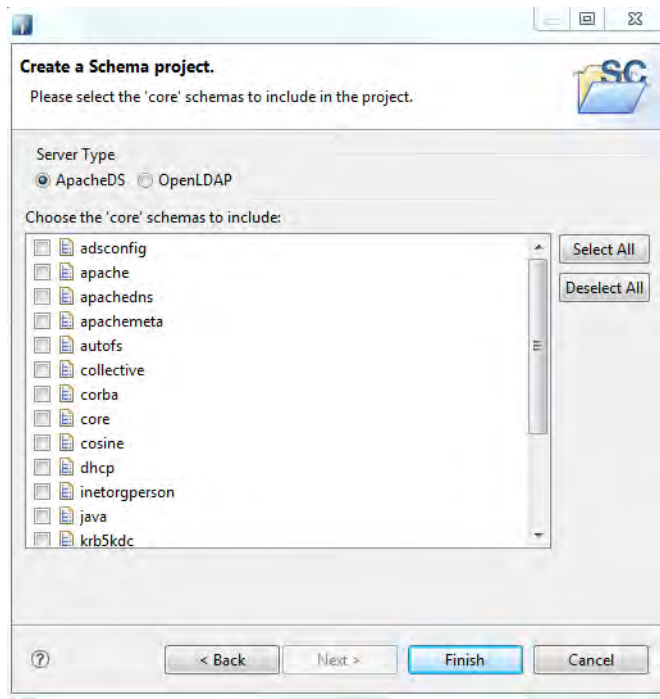 Create a Schema project.
Please select the 'core' schemas to include in the project.
SC
Server Type
ApacheDS OpenLDAP
Choose the 'core' schemas to include:
adsconfig
apache
apachedns
apachemeta
autofs
collective
corba
core
cosine
dhcp
inetorgperson
java
krb5kdc
Select All
Deselect All
?
< Back Next > Finish Cancel